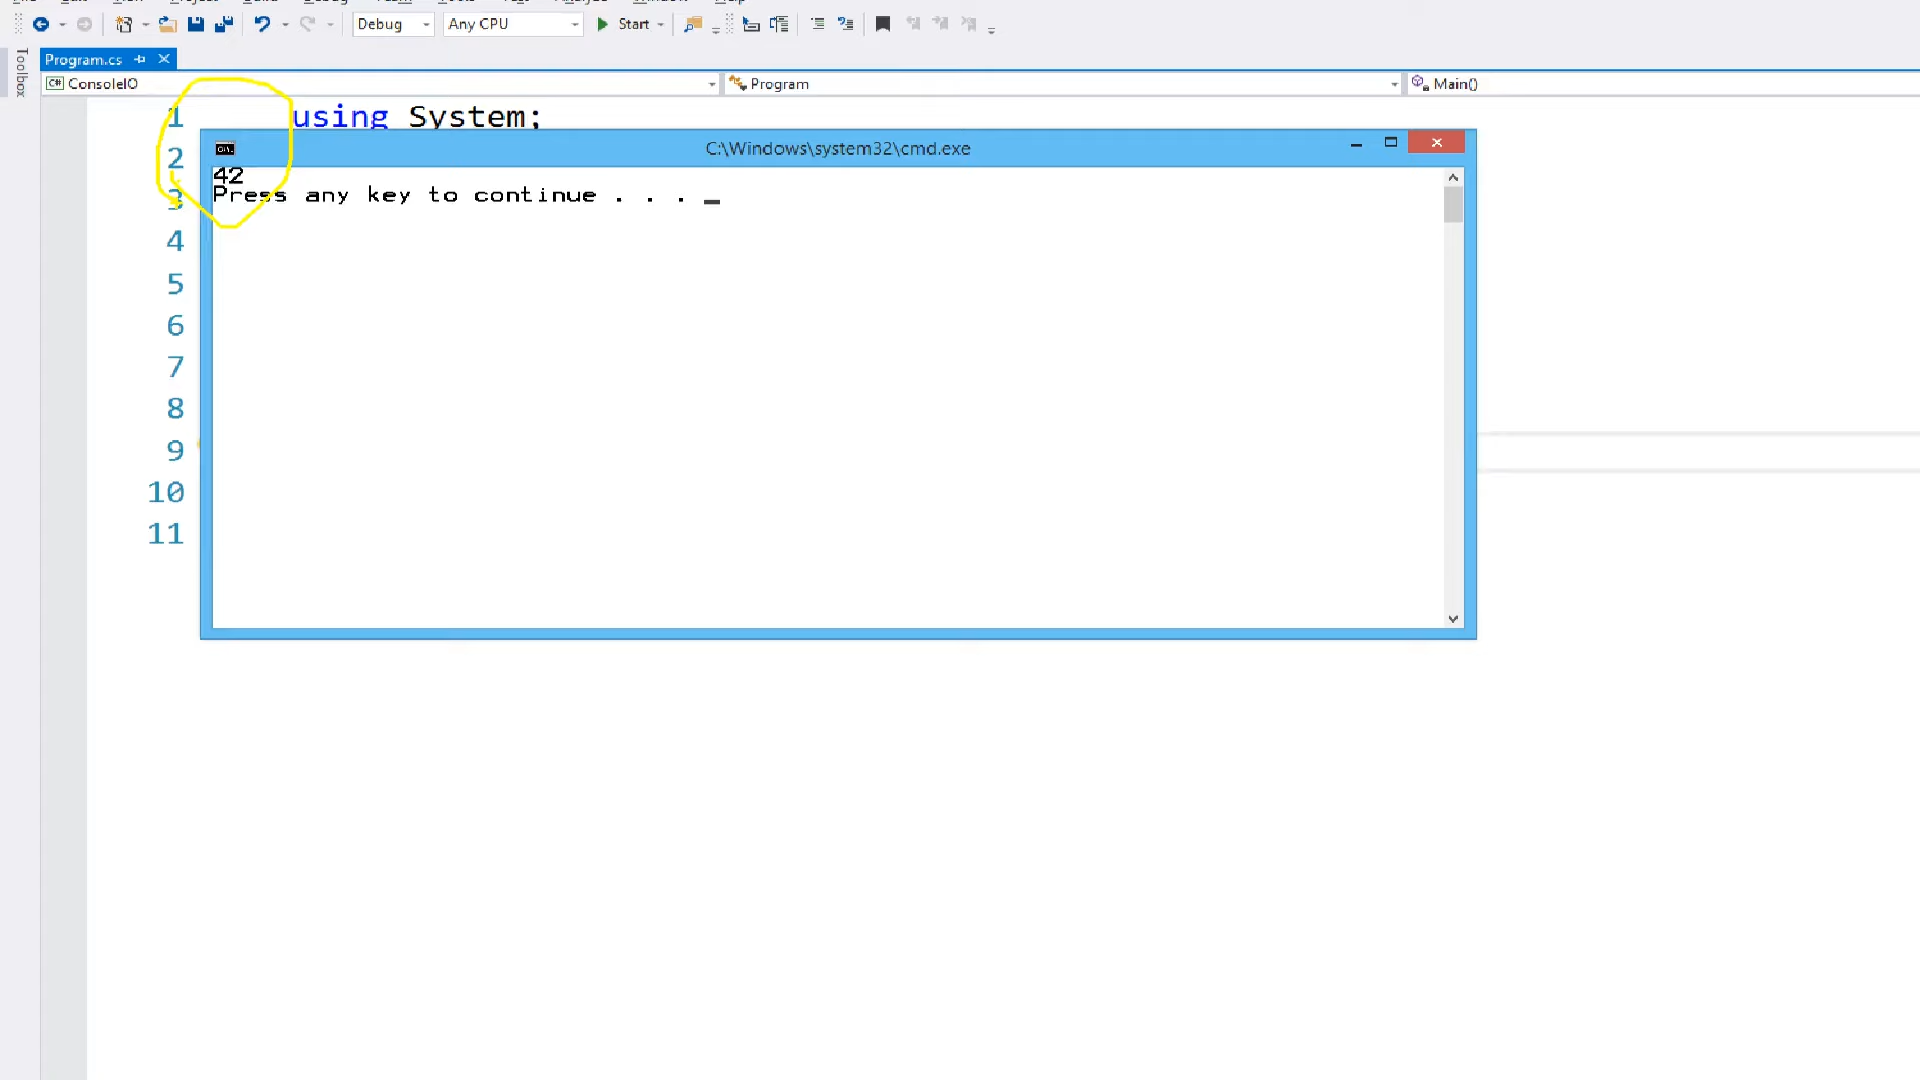 Debug
Any CPU
Start
Toolbox
Program.cs
C# ConsoleIO
Program
Main()
1 using System;
2
3
4
5
6
7
8
9
10
11
C:\Windows\system32\cmd.exe
42
Press any key to continue . . . _